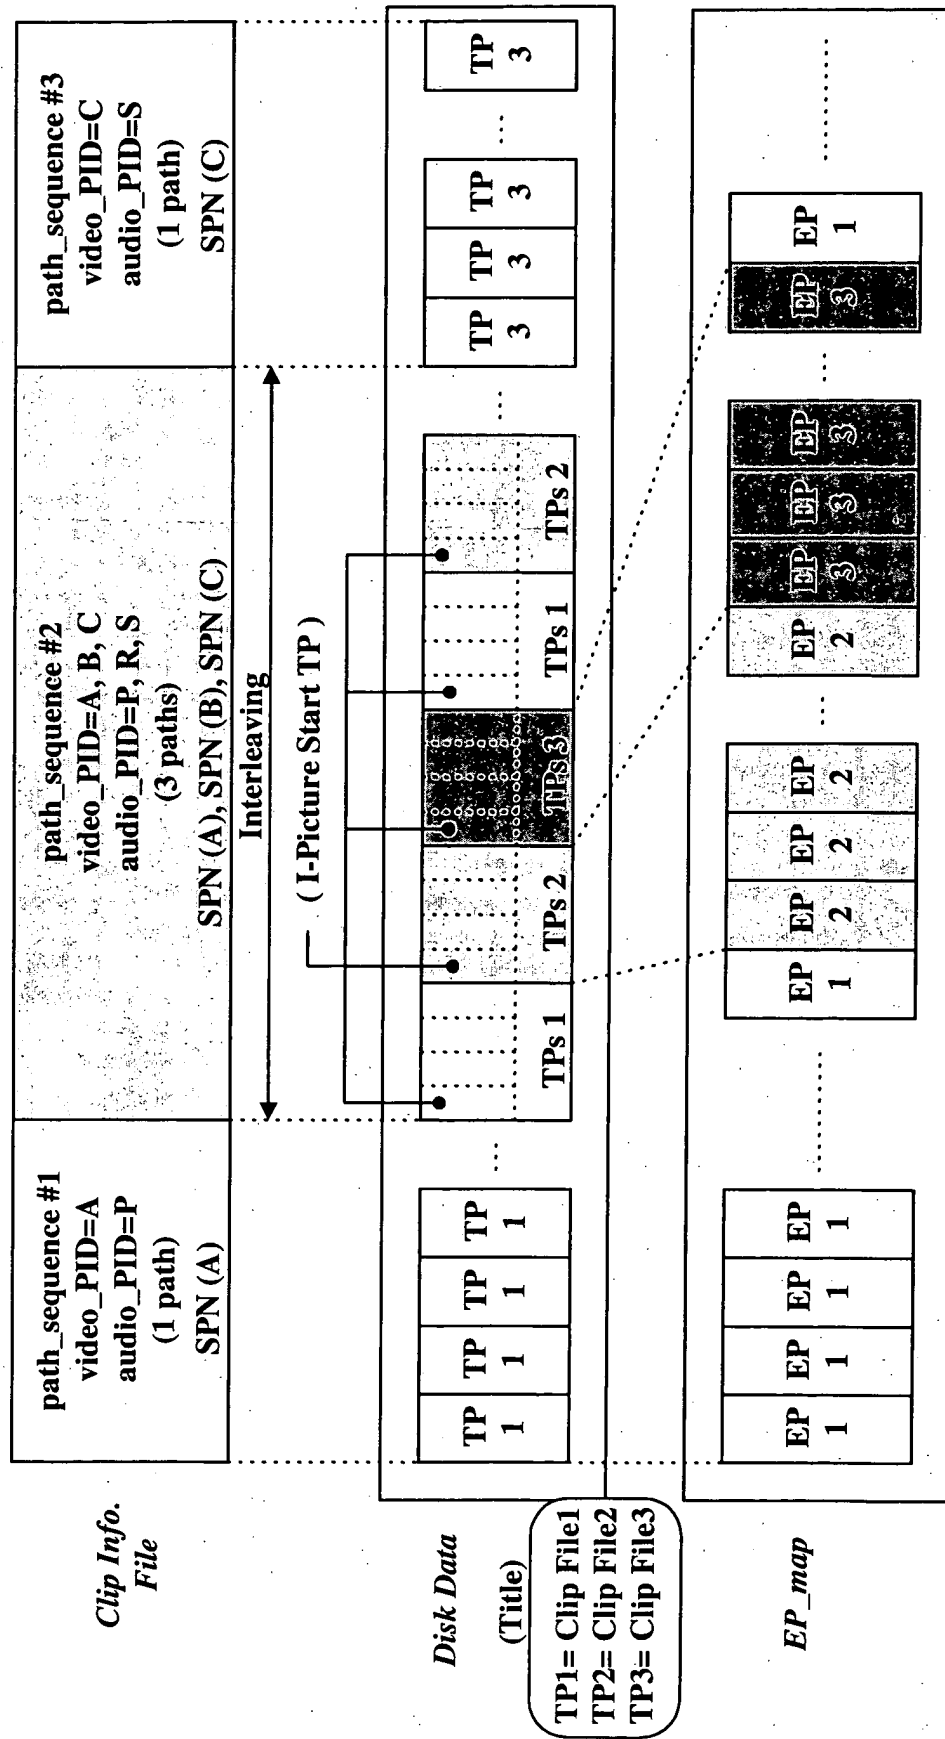 Clip Info.
File
path_sequence #1
video_PID=A
audio_PID=P
(1 path)
SPN (A)
path_sequence #2
video_PID=A, B, C
audio_PID=P, R, S
(3 paths)
SPN (A), SPN (B), SPN (C)
path_sequence #3
video_PID=C
audio_PID=S
(1 path)
SPN (C)
Interleaving
( I-Picture Start TP )
Disk Data
(Title)
TP
1
TP
1
TP
1
TP
1
TPs 1
TPs 2
TPs 3
TPs 1
TPs 2
TP
3
TP
3
TP
3
TP
3
TP1= Clip File1
TP2= Clip File2
TP3= Clip File3
EP_map
EP
1
EP
1
EP
1
EP
1
EP
1
EP
2
EP
2
EP
2
EP
2
EP
3
EP
3
EP
3
EP
3
EP
1